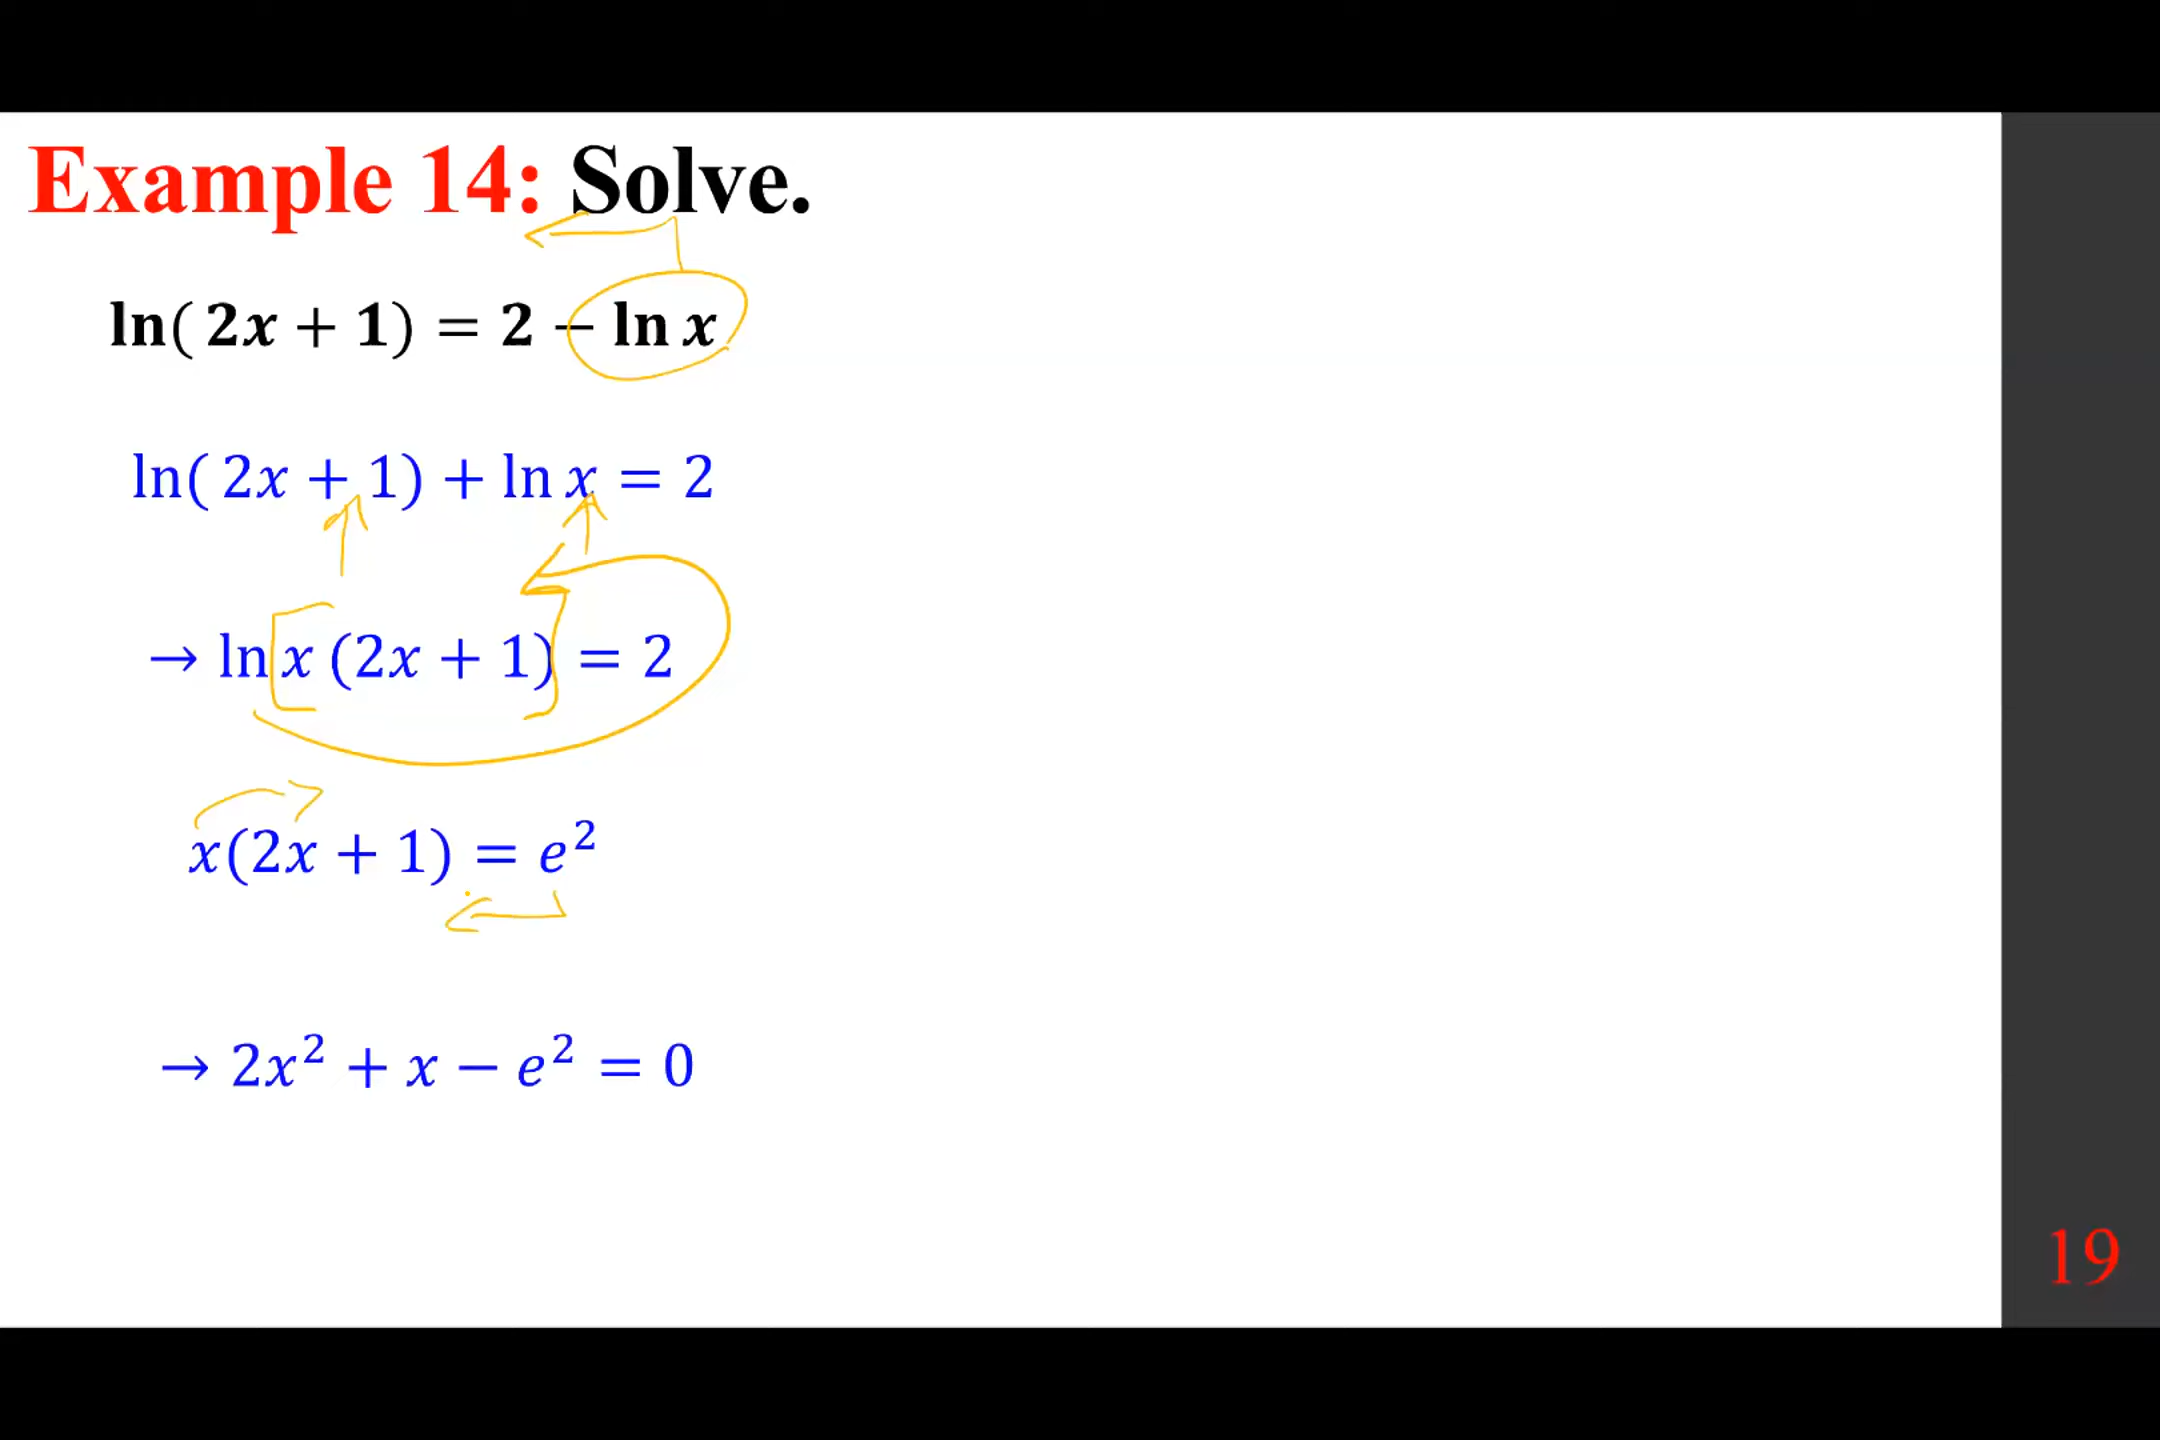 Example 14: Solve.
ln( 2x + 1) = 2 − ln x
ln( 2x + 1) + ln x = 2
→ ln x (2x + 1) = 2
x(2x + 1) = e²
→ 2x² + x − e² = 0
19